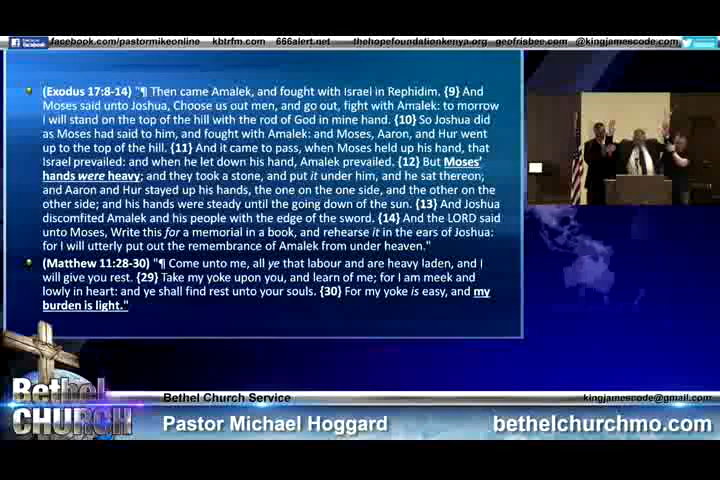 facebook.com/pastormikeonline kbtrfm.com 666alert.net thehopefoundationkenya.org geofrisbee.com @kingjamescode.com
(Exodus 17:8-14) "¶ Then came Amalek, and fought with Israel in Rephidim. {9} And
Moses said unto Joshua, Choose us out men, and go out, fight with Amalek: to morrow
I will stand on the top of the hill with the rod of God in mine hand. {10} So Joshua did
as Moses had said to him, and fought with Amalek: and Moses, Aaron, and Hur went
up to the top of the hill. {11} And it came to pass, when Moses held up his hand, that
Israel prevailed: and when he let down his hand, Amalek prevailed. {12} But Moses'
hands were heavy; and they took a stone, and put it under him, and he sat thereon;
and Aaron and Hur stayed up his hands, the one on the one side, and the other on the
other side; and his hands were steady until the going down of the sun. {13} And Joshua
discomfited Amalek and his people with the edge of the sword. {14} And the LORD said
unto Moses, Write this for a memorial in a book, and rehearse it in the ears of Joshua:
for I will utterly put out the remembrance of Amalek from under heaven."
(Matthew 11:28-30) "¶ Come unto me, all ye that labour and are heavy laden, and I
will give you rest. {29} Take my yoke upon you, and learn of me; for I am meek and
lowly in heart: and ye shall find rest unto your souls. {30} For my yoke is easy, and my
burden is light."
Bethel
CHURCH
Bethel Church Service kingjamescode@gmail.com
Pastor Michael Hoggard bethelchurchmo.com